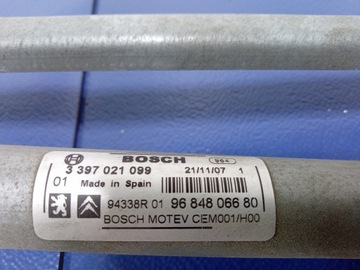 BOSCH 964
3 397 021 099 21/11/07 1
01 Made in Spain
94338R 01 96 848 066 80
BOSCH MOTEV CEM001/H00